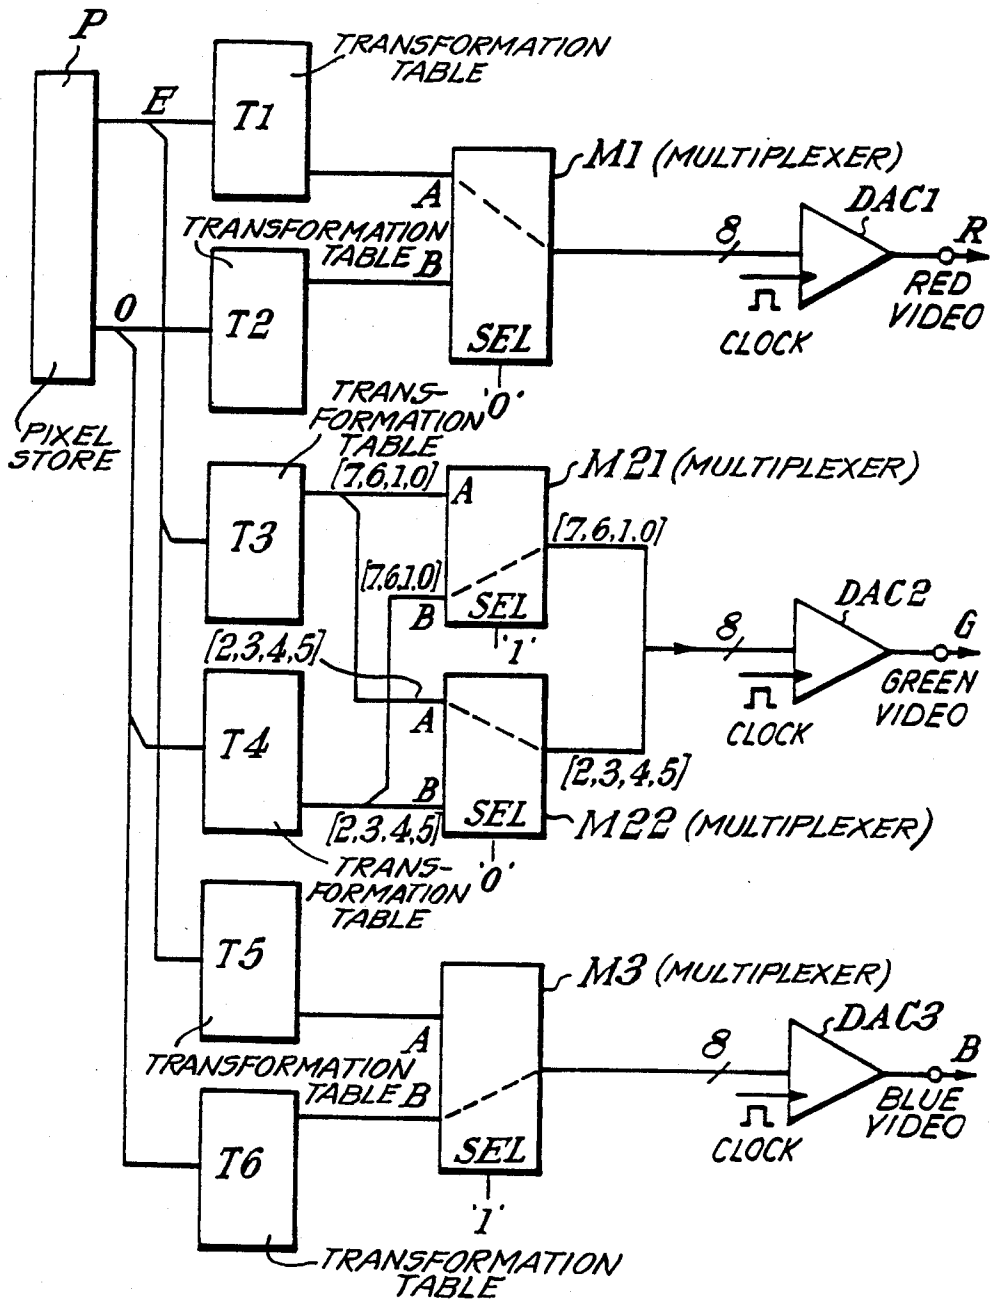 P
TRANSFORMATION
TABLE
E
T1
M1 (MULTIPLEXER)
A
DAC1
TRANSFORMATION
TABLE
B
8
R
RED
VIDEO
O
T2
SEL
CLOCK
'0'
PIXEL
STORE
TRANS-
FORMATION
TABLE
[7,6,1,0]
A
M21 (MULTIPLEXER)
T3
[7,6,1,0]
[7,6,1,0]
SEL
B
'1'
DAC2
8
G
[2,3,4,5]
GREEN
VIDEO
CLOCK
A
T4
[2,3,4,5]
B
SEL
M22 (MULTIPLEXER)
[2,3,4,5]
'0'
TRANS-
FORMATION
TABLE
T5
M3 (MULTIPLEXER)
DAC3
A
8
B
TRANSFORMATION
TABLE
B
BLUE
VIDEO
CLOCK
T6
SEL
'1'
TRANSFORMATION
TABLE